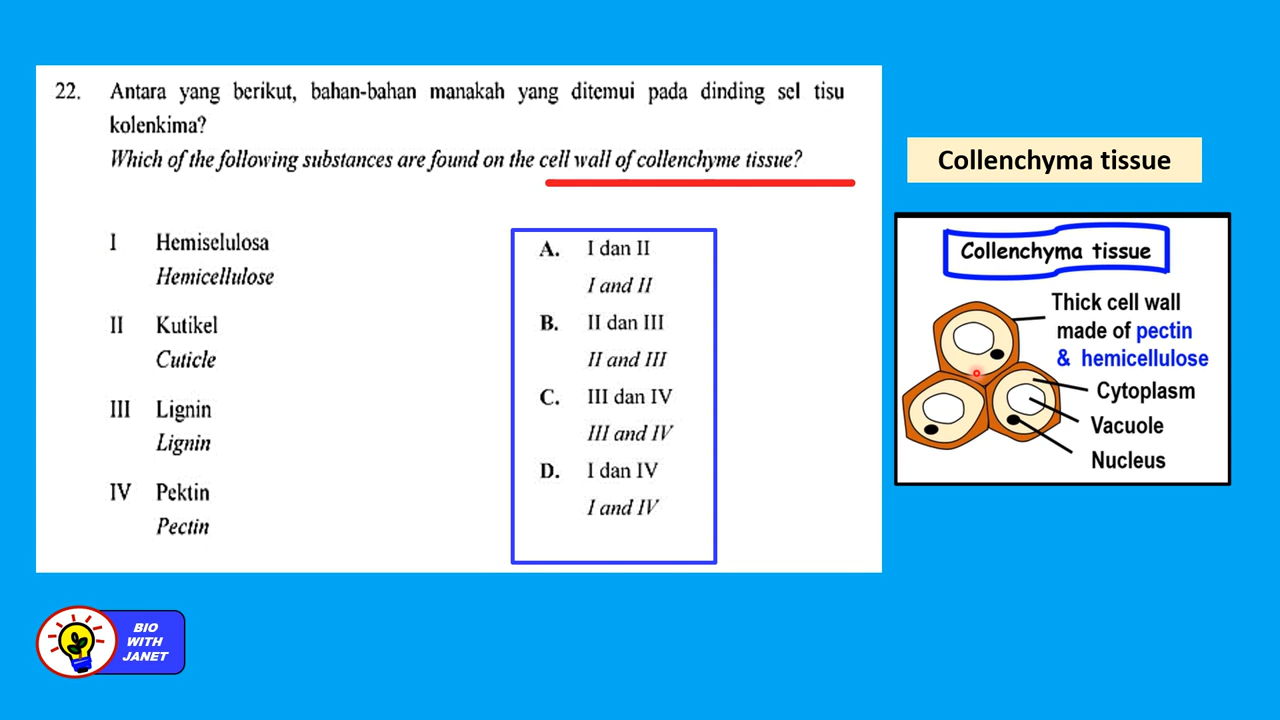 22. Antara yang berikut, bahan-bahan manakah yang ditemui pada dinding sel tisu
kolenkima?
Which of the following substances are found on the cell wall of collenchyme tissue?
I Hemiselulosa
Hemicellulose
II Kutikel
Cuticle
III Lignin
Lignin
IV Pektin
Pectin
A. I dan II
I and II
B. II dan III
II and III
C. III dan IV
III and IV
D. I dan IV
I and IV
Collenchyma tissue
Collenchyma tissue
Thick cell wall
made of pectin
& hemicellulose
Cytoplasm
Vacuole
Nucleus
BIO
WITH
JANET